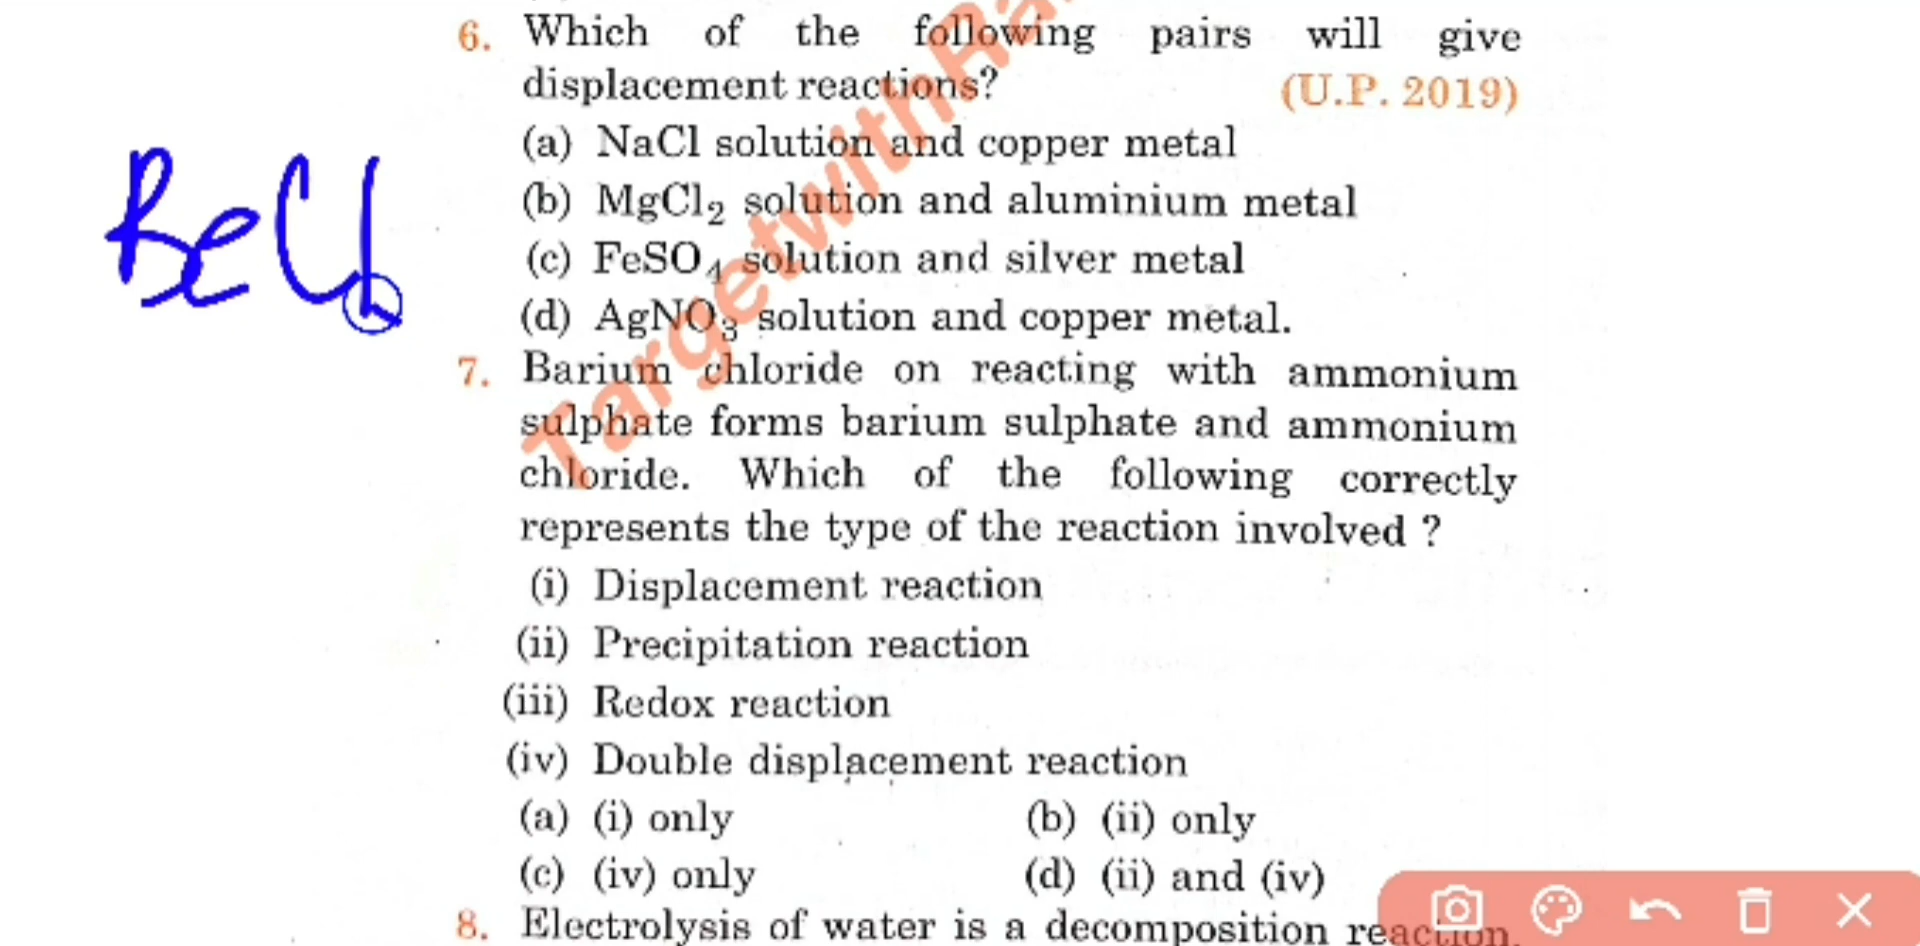 6. Which of the following pairs will give
displacement reactions? (U.P. 2019)
(a) NaCl solution and copper metal
(b) MgCl₂ solution and aluminium metal
(c) FeSO₄ solution and silver metal
(d) AgNO₃ solution and copper metal.
BeCl
7. Barium chloride on reacting with ammonium
sulphate forms barium sulphate and ammonium
chloride. Which of the following correctly
represents the type of the reaction involved ?
(i) Displacement reaction
(ii) Precipitation reaction
(iii) Redox reaction
(iv) Double displacement reaction
(a) (i) only (b) (ii) only
(c) (iv) only (d) (ii) and (iv)
8. Electrolysis of water is a decomposition reaction.
TargetwithRa